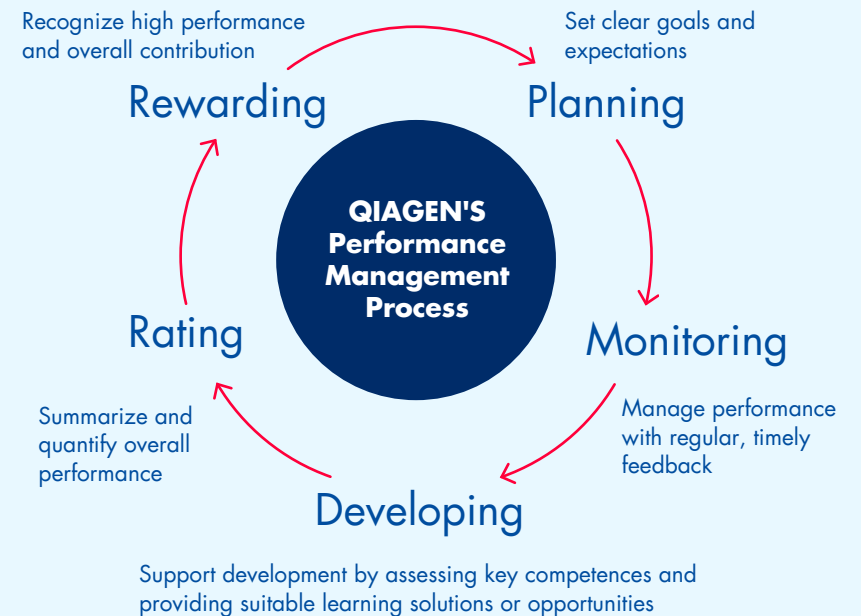 Recognize high performance
and overall contribution
Rewarding
Set clear goals and
expectations
Planning
QIAGEN'S
Performance
Management
Process
Monitoring
Manage performance
with regular, timely
feedback
Developing
Support development by assessing key competences and
providing suitable learning solutions or opportunities
Rating
Summarize and
quantify overall
performance